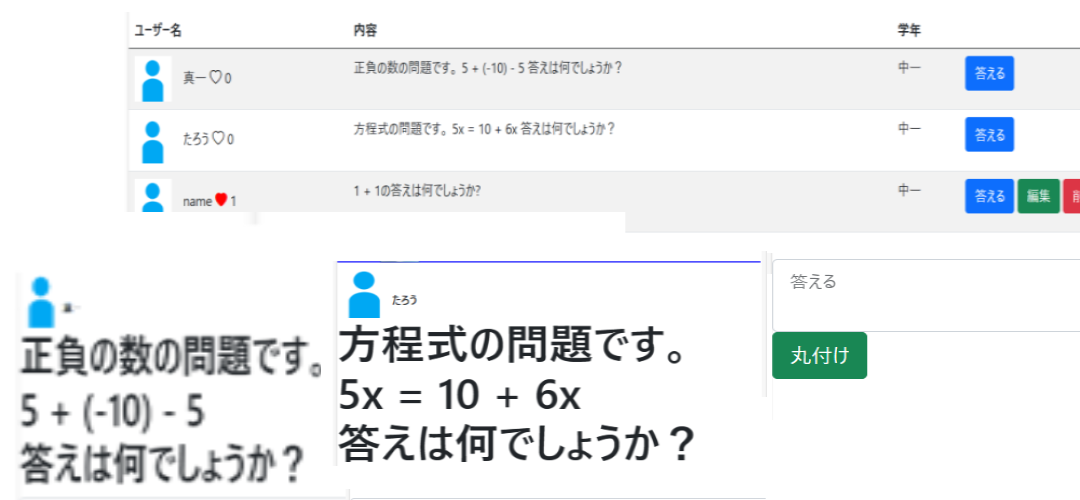 ユーザー名 内容 学年
真一 ♡ 0 正負の数の問題です。5 + (-10) - 5 答えは何でしょうか？ 中一 答える
たろう ♡ 0 方程式の問題です。5x = 10 + 6x 答えは何でしょうか？ 中一 答える
name ♥ 1 1 + 1の答えは何でしょうか? 中一 答える 編集
真一
正負の数の問題です。
5 + (-10) - 5
答えは何でしょうか？
たろう
方程式の問題です。
5x = 10 + 6x
答えは何でしょうか？
答える
丸付け